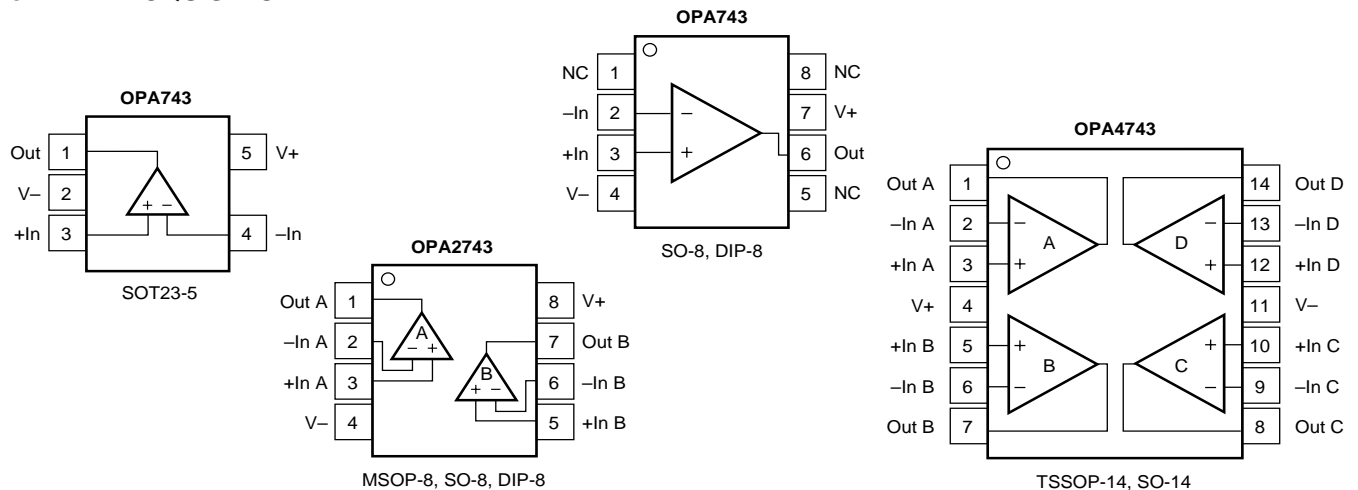 OPA743
Out 1
V– 2
+In 3
5 V+
4 –In
+ –
SOT23-5
OPA2743
Out A 1
–In A 2
+In A 3
V– 4
8 V+
7 Out B
6 –In B
5 +In B
A
– +
B
+ –
MSOP-8, SO-8, DIP-8
OPA743
NC 1
–In 2
+In 3
V– 4
8 NC
7 V+
6 Out
5 NC
–
+
SO-8, DIP-8
OPA4743
Out A 1
–In A 2
+In A 3
V+ 4
+In B 5
–In B 6
Out B 7
14 Out D
13 –In D
12 +In D
11 V–
10 +In C
9 –In C
8 Out C
– –
A D
+ +
+ +
B C
– –
TSSOP-14, SO-14